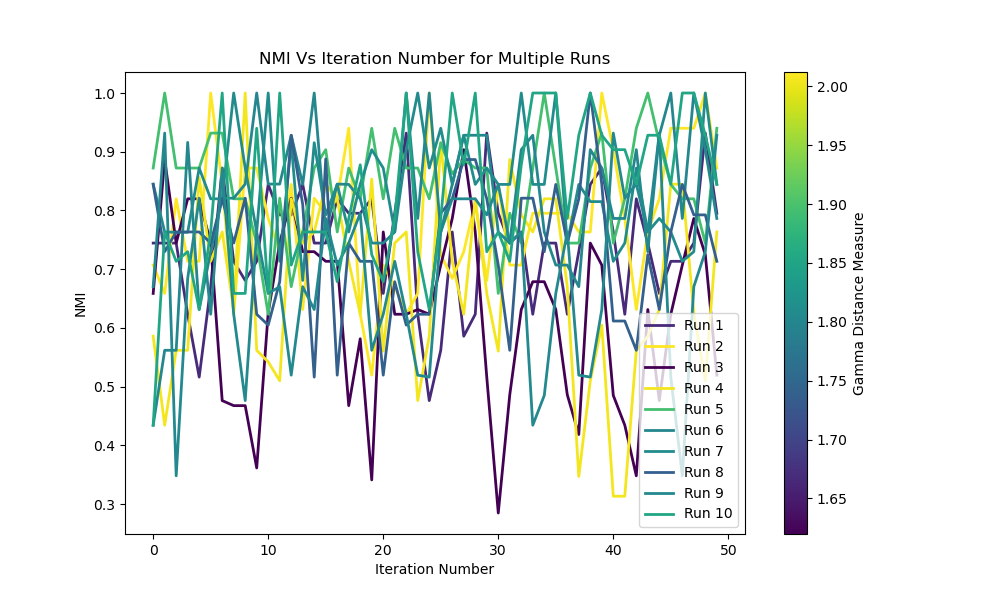 NMI Vs Iteration Number for Multiple Runs
NMI
1.0
0.9
0.8
0.7
0.6
0.5
0.4
0.3
0
10
20
30
40
50
Iteration Number
Run 1
Run 2
Run 3
Run 4
Run 5
Run 6
Run 7
Run 8
Run 9
Run 10
2.00
1.95
1.90
1.85
1.80
1.75
1.70
1.65
Gamma Distance Measure